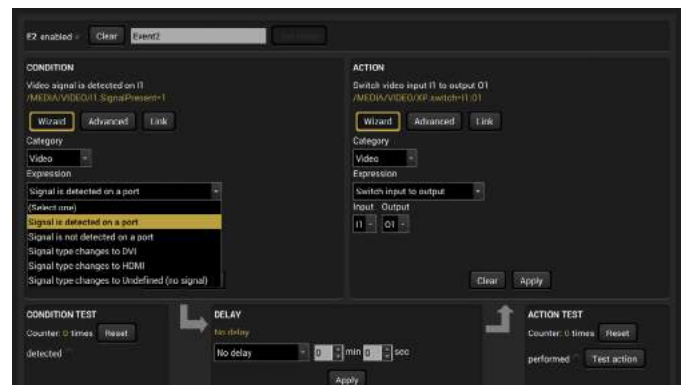 E2 enabled Clear Event2
CONDITION
Video signal is detected on I1
/MEDIA/VIDEO/I1.SignalPresent=1
Wizard Advanced Link
Category
Video
Expression
Signal is detected on a port
(Select one)
Signal is detected on a port
Signal is not detected on a port
Signal type changes to DVI
Signal type changes to HDMI
Signal type changes to Undefined (no signal)
ACTION
Switch video input I1 to output O1
/MEDIA/VIDEO/XP.switch=I1:O1
Wizard Advanced Link
Category
Video
Expression
Switch input to output
Input Output
I1 O1
Clear Apply
CONDITION TEST
Counter: 0 times Reset
detected
DELAY
No delay
No delay 0 min 0 sec
Apply
ACTION TEST
Counter: 0 times Reset
performed Test action